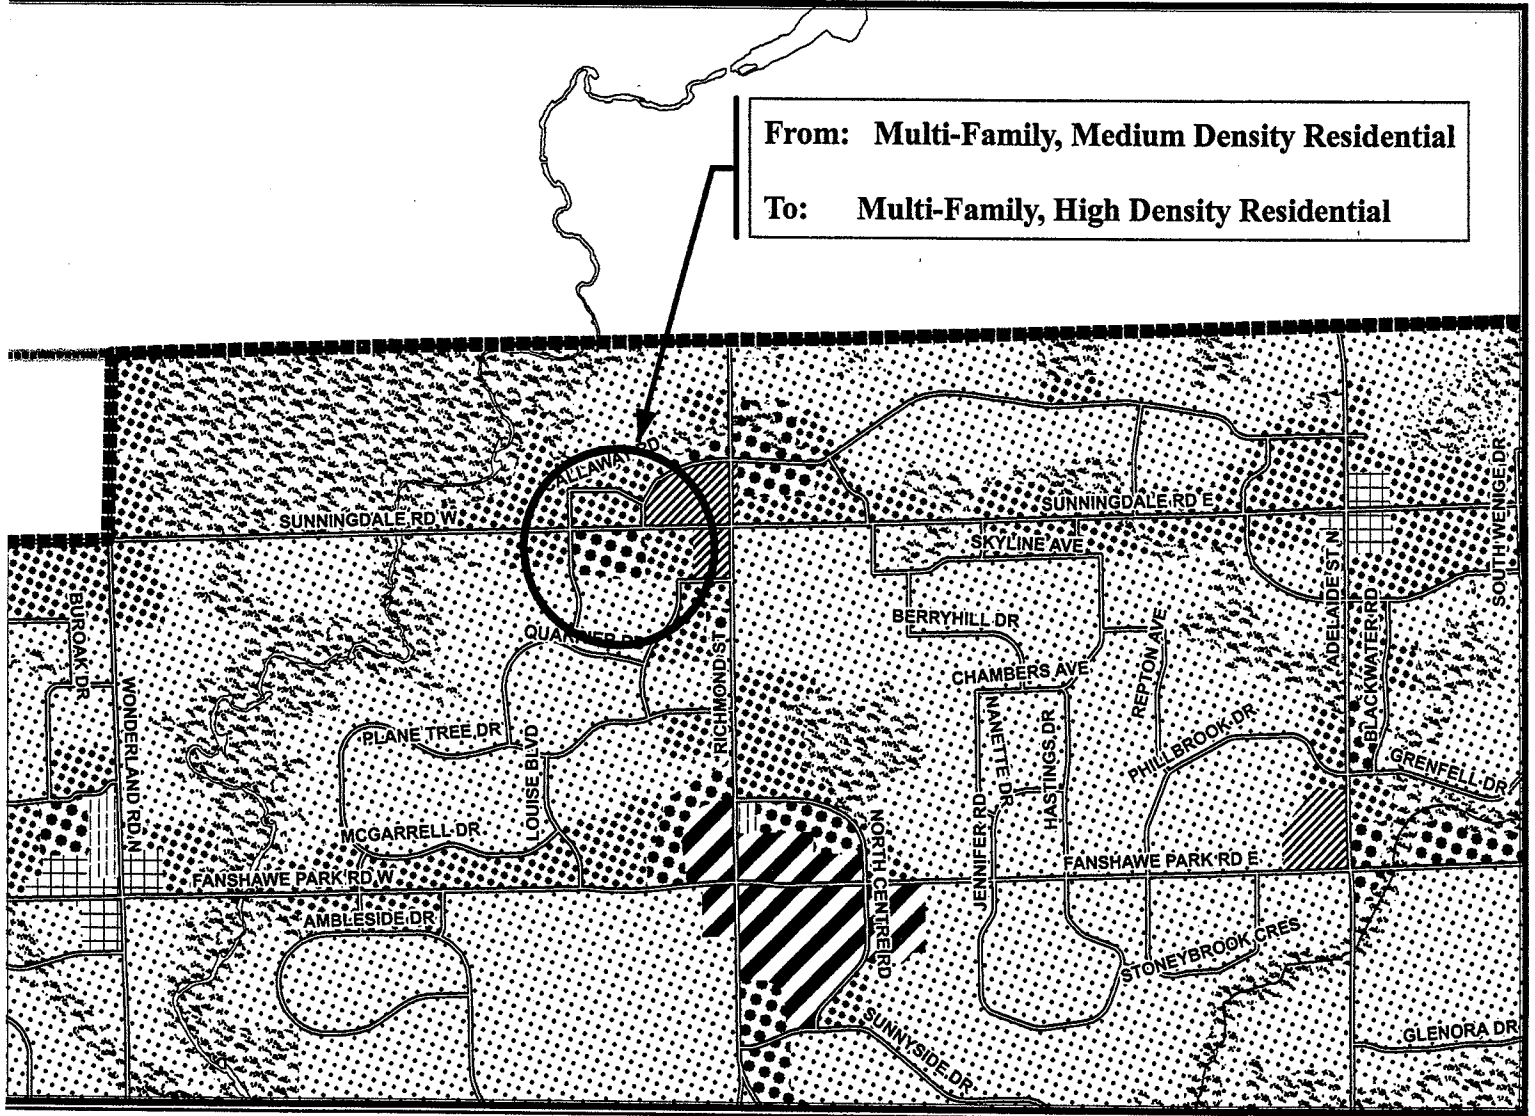 From: Multi-Family, Medium Density Residential
To: Multi-Family, High Density Residential
SUNNINGDALE RD W
SUNNINGDALE RD E
SOUTH WENIGE DR
SKYLINE AVE
ADELAIDE ST N
BUROAK DR
BERRYHILL DR
RICHMOND ST
REPTON AVE
BLACKWATER RD
CHAMBERS AVE
WONDERLAND RD N
PLANE TREE DR
LOUISE BLVD
NANETTE DR
HASTINGS DR
PHILLBROOK DR
GRENFELL DR
MCGARRELL DR
JENNIFER RD
NORTH CENTRE RD
FANSHAWE PARK RD W
FANSHAWE PARK RD E
AMBLESIDE DR
STONEYBROOK CRES
SUNNYSIDE DR
GLENORA DR